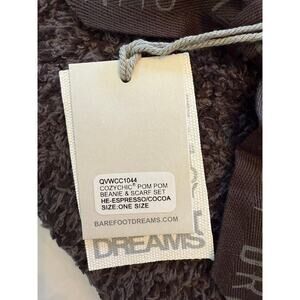 QVWCC1044
COZYCHIC® POM POM
BEANIE & SCARF SET
HE-ESPRESSO/COCOA
SIZE:ONE SIZE
BAREFOOTDREAMS.COM
DREAMS